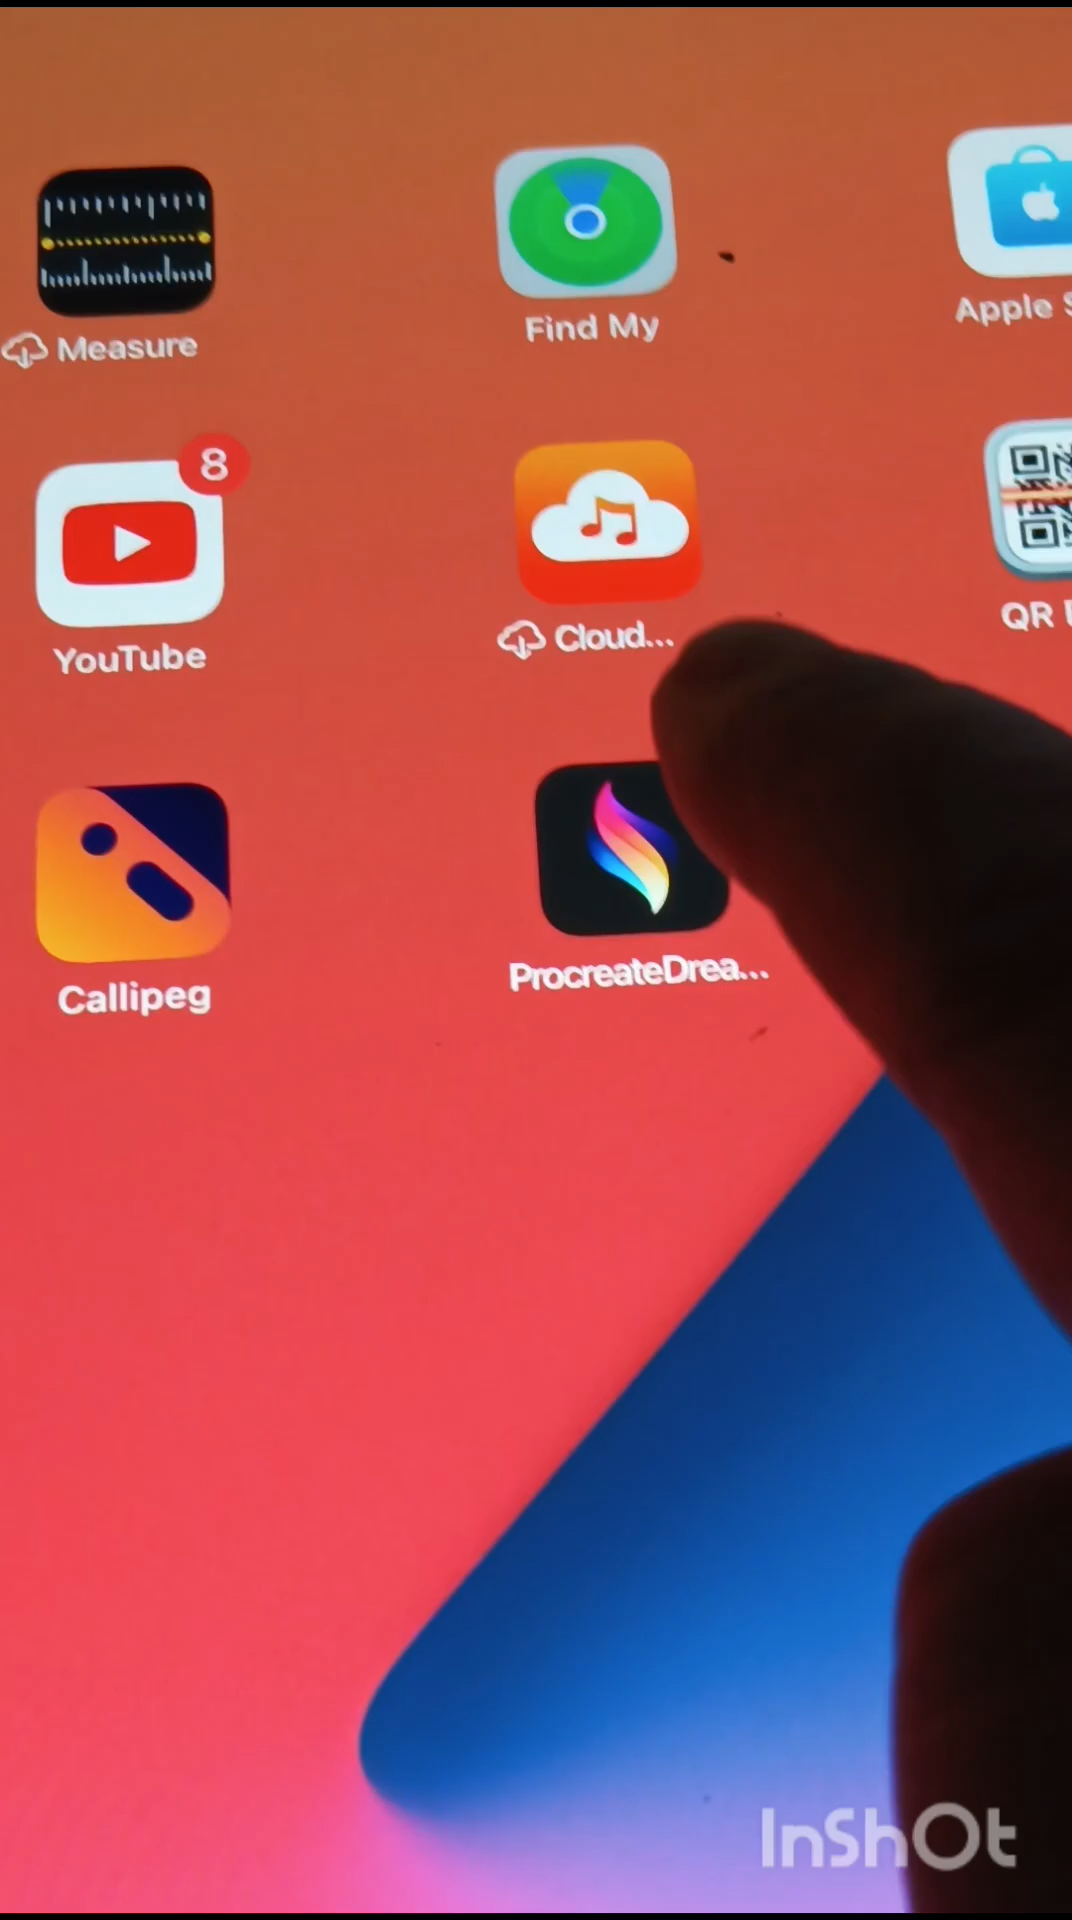 Measure
Find My
Apple S
8
YouTube
Cloud...
QR
Callipeg
ProcreateDrea...
InShOt